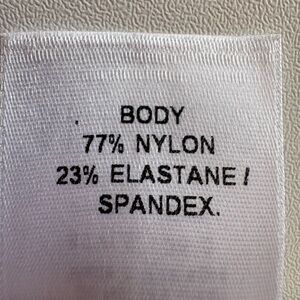 BODY
77% NYLON
23% ELASTANE /
SPANDEX.